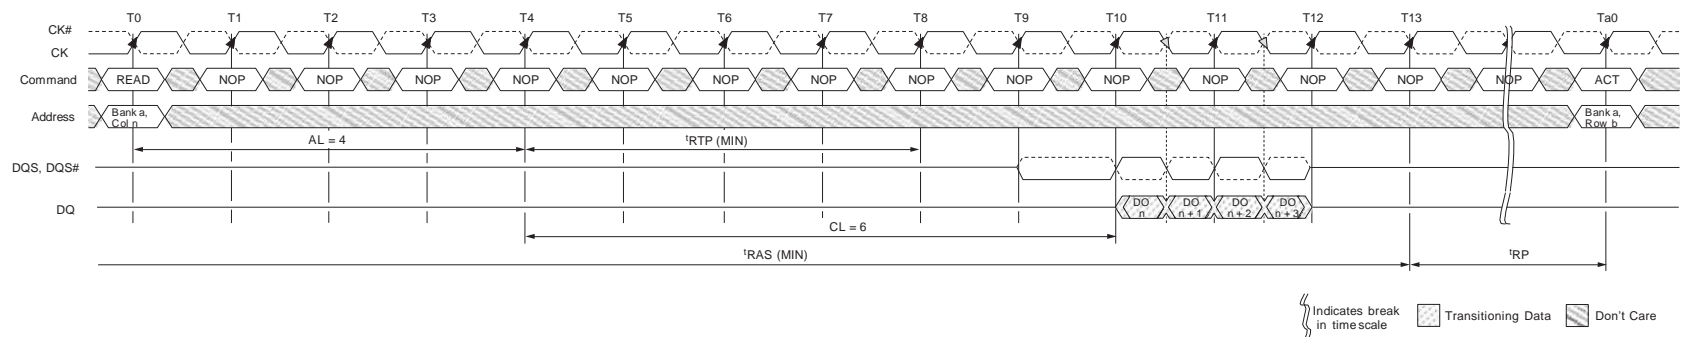 T0 T1 T2 T3 T4 T5 T6 T7 T8 T9 T10 T11 T12 T13 Ta0
CK#
CK
Command READ NOP NOP NOP NOP NOP NOP NOP NOP NOP NOP NOP NOP NOP NOP ACT
Address Bank a, Col n Bank a, Row b
AL = 4 tRTP (MIN)
DQS, DQS#
DQ DO n DO n + 1 DO n + 2 DO n + 3
CL = 6
tRAS (MIN) tRP
Indicates break in time scale Transitioning Data Don't Care